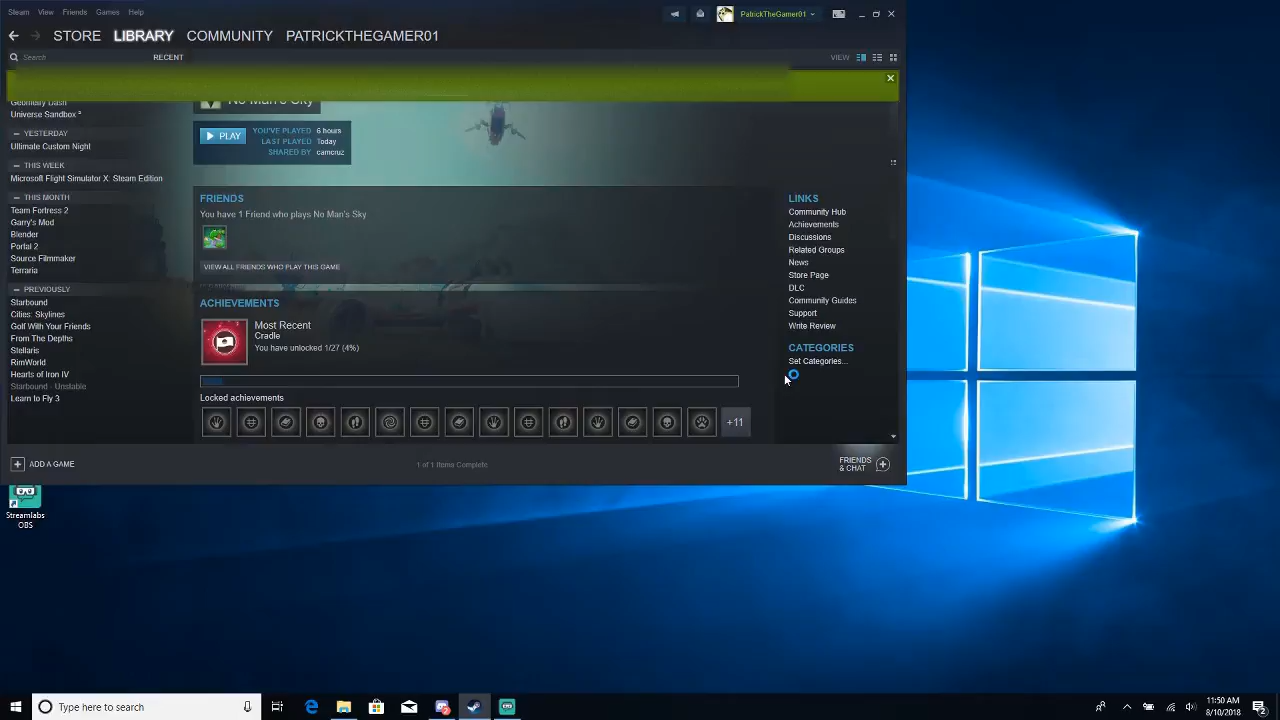 Steam View Friends Games Help
PATRICKTHEGAMER01
STORE LIBRARY COMMUNITY PATRICKTHEGAMER01
Search RECENT VIEW
Geometry Dash
No Man's Sky
Universe Sandbox ²
YESTERDAY
Ultimate Custom Night
THIS WEEK
Microsoft Flight Simulator X: Steam Edition
THIS MONTH
Team Fortress 2
Garry's Mod
Blender
Portal 2
Source Filmmaker
Terraria
PREVIOUSLY
Starbound
Cities: Skylines
Golf With Your Friends
From The Depths
Stellaris
RimWorld
Hearts of Iron IV
Starbound - Unstable
Learn to Fly 3
PLAY
YOU'VE PLAYED 6 hours
LAST PLAYED Today
SHARED BY camcruz
FRIENDS
You have 1 Friend who plays No Man's Sky
VIEW ALL FRIENDS WHO PLAY THIS GAME
ACHIEVEMENTS
Most Recent
Cradle
You have unlocked 1/27 (4%)
Locked achievements
+11
LINKS
Community Hub
Achievements
Discussions
Related Groups
News
Store Page
DLC
Community Guides
Support
Write Review
CATEGORIES
Set Categories...
ADD A GAME
1 of 1 Items Complete
FRIENDS
& CHAT
Streamlabs
OBS
Type here to search
11:50 AM
8/10/2018
2